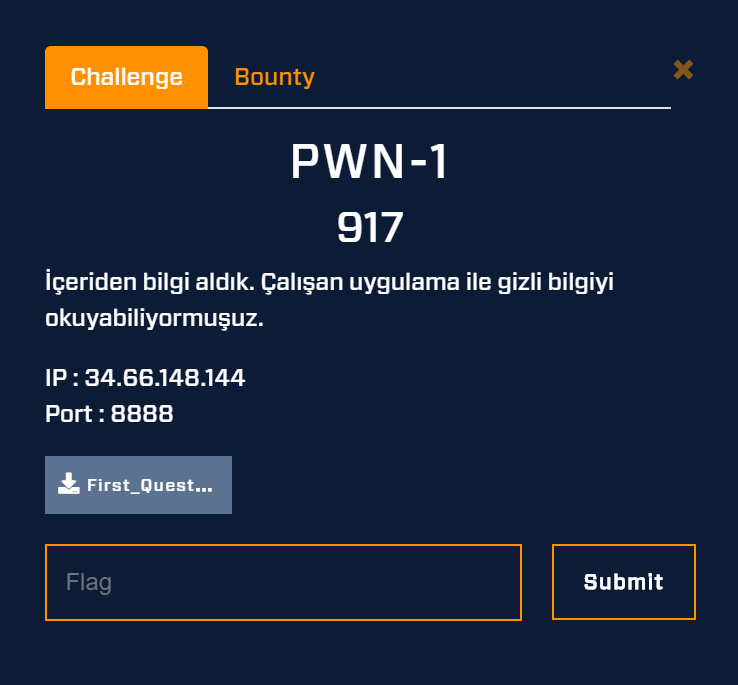 Challenge
Bounty
PWN-1
917
İçeriden bilgi aldık. Çalışan uygulama ile gizli bilgiyi
okuyabiliyormuşuz.
IP : 34.66.148.144
Port : 8888
First_Quest...
Flag
Submit